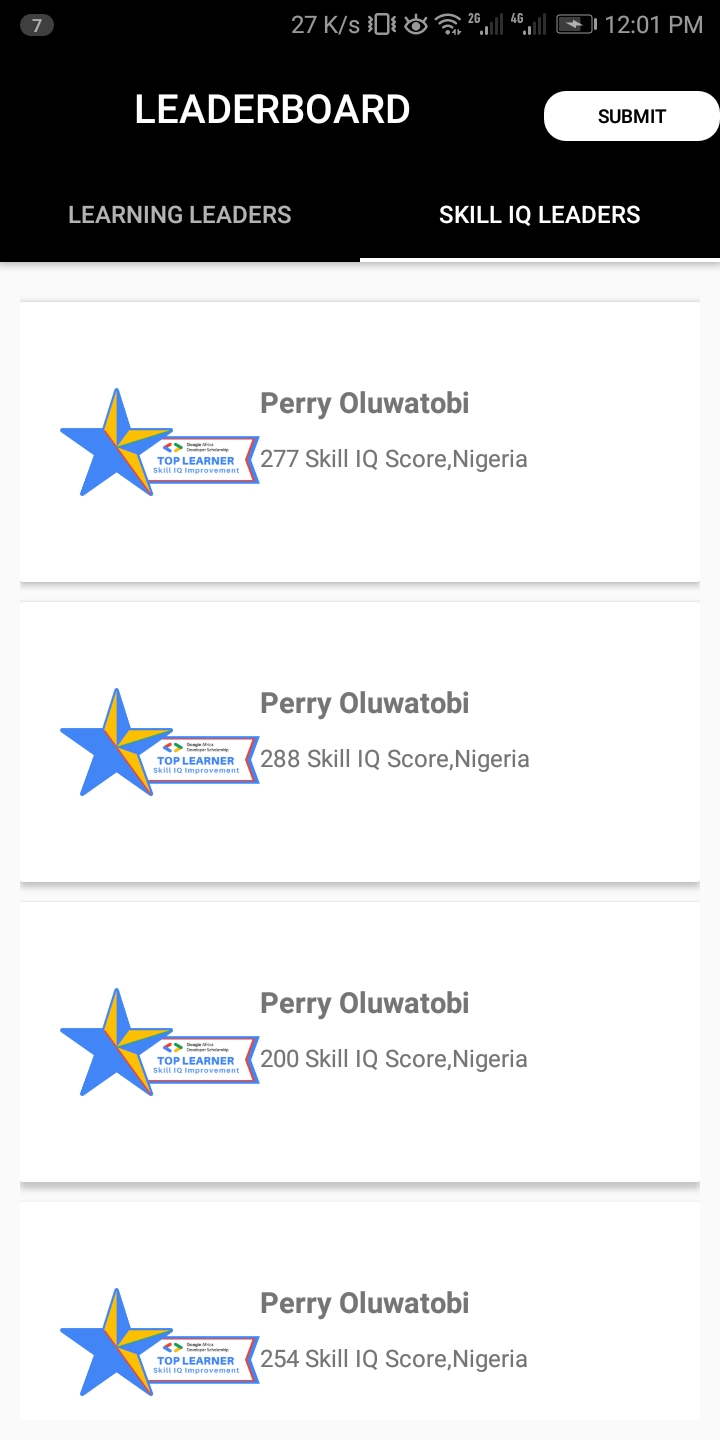 7
27 K/s 2G 4G 12:01 PM
LEADERBOARD
SUBMIT
LEARNING LEADERS
SKILL IQ LEADERS
Perry Oluwatobi
Google Africa
Developer Scholarship
TOP LEARNER
Skill IQ Improvement
277 Skill IQ Score,Nigeria
Perry Oluwatobi
Google Africa
Developer Scholarship
TOP LEARNER
Skill IQ Improvement
288 Skill IQ Score,Nigeria
Perry Oluwatobi
Google Africa
Developer Scholarship
TOP LEARNER
Skill IQ Improvement
200 Skill IQ Score,Nigeria
Perry Oluwatobi
Google Africa
Developer Scholarship
TOP LEARNER
Skill IQ Improvement
254 Skill IQ Score,Nigeria